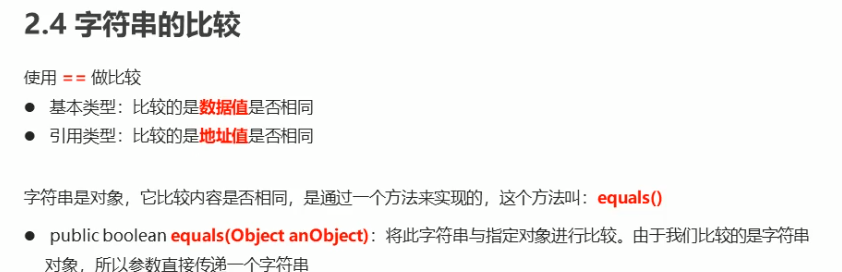 2.4 字符串的比较
使用 == 做比较
● 基本类型：比较的是数据值是否相同
● 引用类型：比较的是地址值是否相同
字符串是对象，它比较内容是否相同，是通过一个方法来实现的，这个方法叫：equals()
● public boolean equals(Object anObject)：将此字符串与指定对象进行比较。由于我们比较的是字符串
对象，所以参数直接传递一个字符串